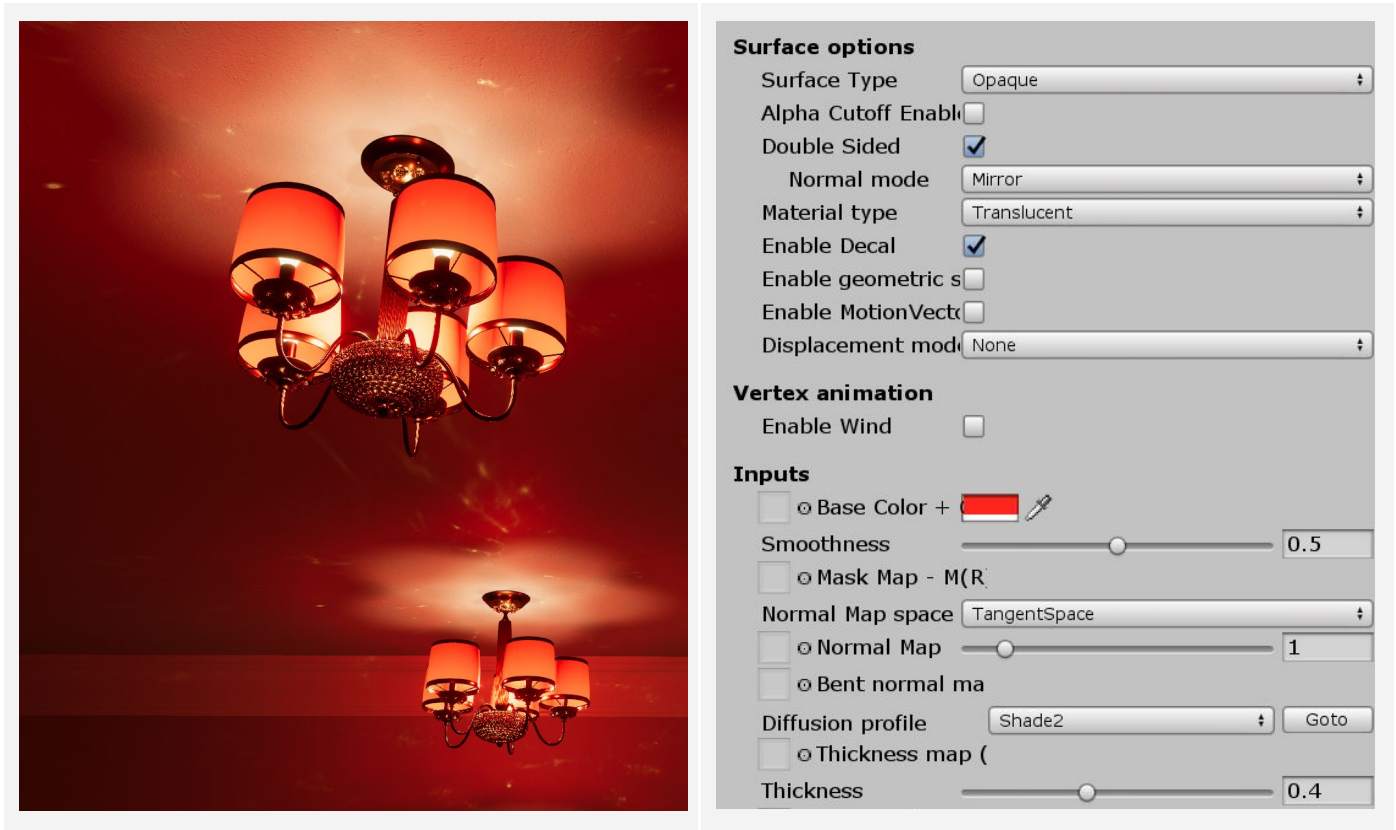 Surface options
Surface Type Opaque
Alpha Cutoff Enabl
Double Sided
Normal mode Mirror
Material type Translucent
Enable Decal
Enable geometric s
Enable MotionVect
Displacement mod None
Vertex animation
Enable Wind
Inputs
Base Color +
Smoothness 0.5
Mask Map - M(R
Normal Map space TangentSpace
Normal Map 1
Bent normal ma
Diffusion profile Shade2 Goto
Thickness map (
Thickness 0.4